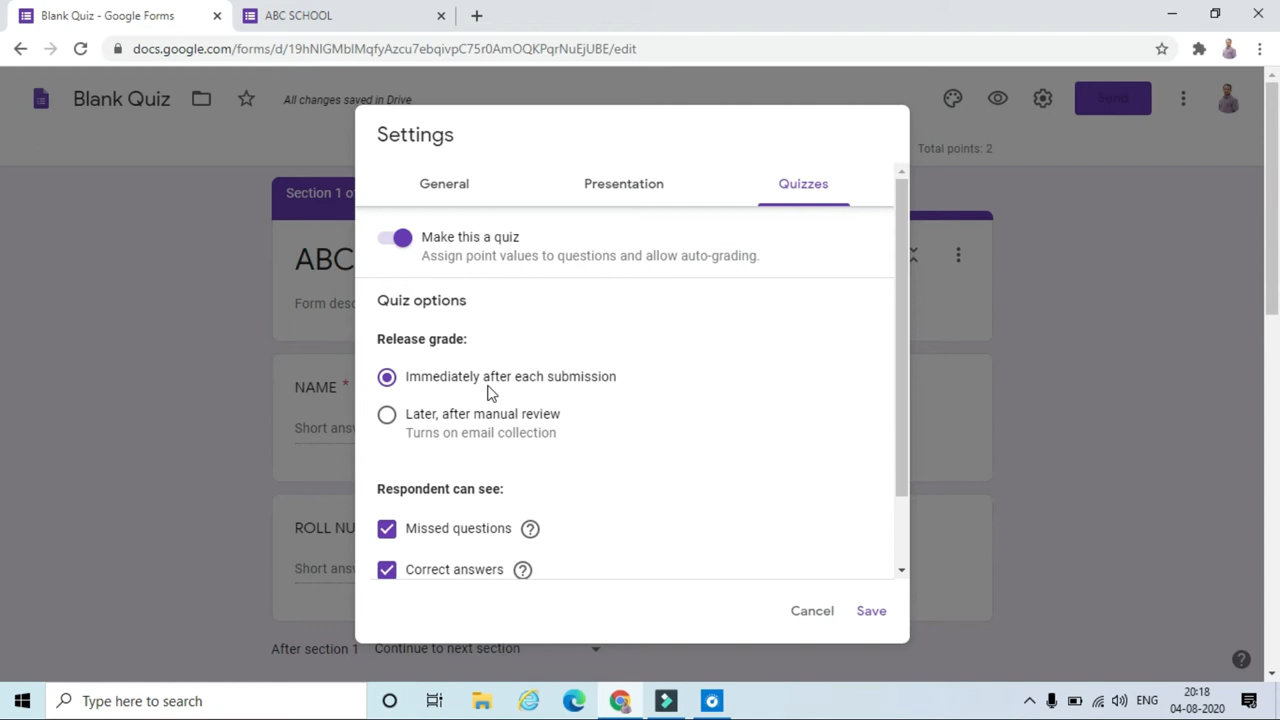 Blank Quiz - Google Forms
ABC SCHOOL
docs.google.com/forms/d/19hNIGMbIMqfyAzcu7ebqivpC75r0AmOQKPqrNuEjUBE/edit
Blank Quiz
All changes saved in Drive
Send
Total points: 2
Settings
General
Presentation
Quizzes
Section 1 o
Make this a quiz
Assign point values to questions and allow auto-grading.
ABC
Form desc
Quiz options
Release grade:
Immediately after each submission
NAME *
Later, after manual review
Short ans
Turns on email collection
Respondent can see:
Missed questions
ROLL NU
Short ans
Correct answers
Cancel
Save
After section 1
Continue to next section
Type here to search
ENG
20:18
04-08-2020